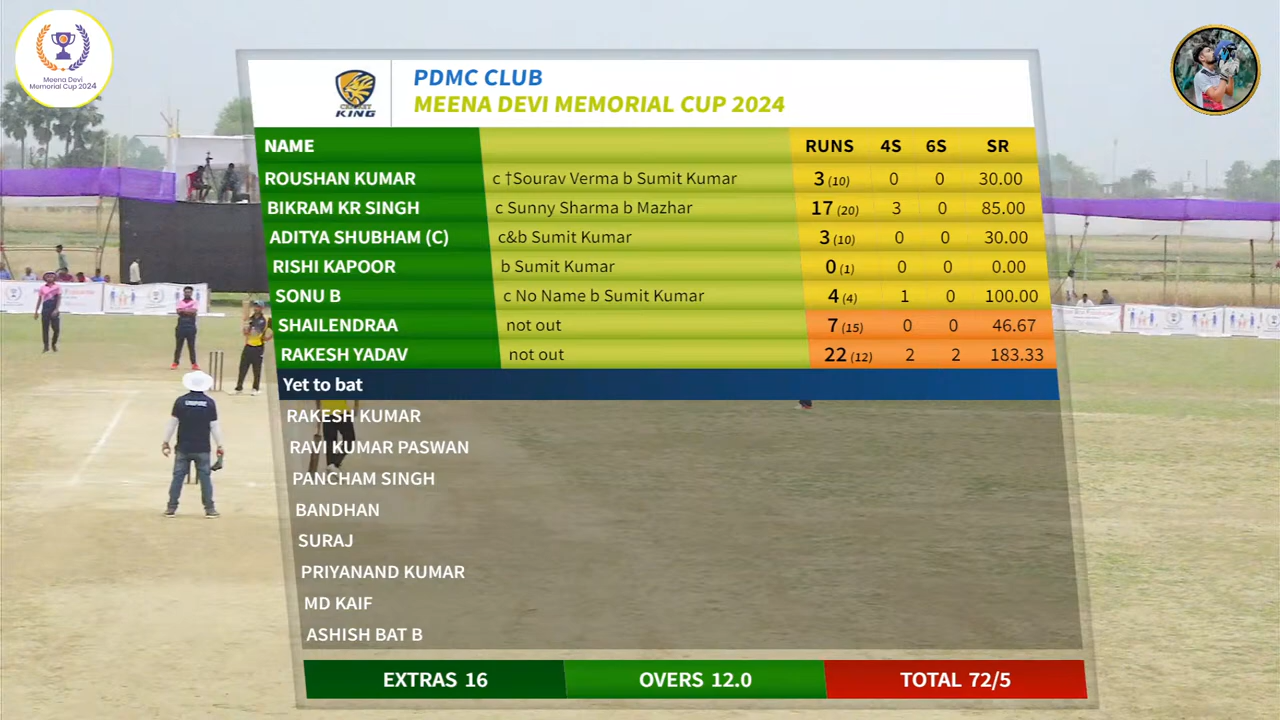 Meena Devi
Memorial Cup 2024
CRICKET
KING
PDMC CLUB
MEENA DEVI MEMORIAL CUP 2024
NAME RUNS 4S 6S SR
ROUSHAN KUMAR c †Sourav Verma b Sumit Kumar 3 (10) 0 0 30.00
BIKRAM KR SINGH c Sunny Sharma b Mazhar 17 (20) 3 0 85.00
ADITYA SHUBHAM (C) c&b Sumit Kumar 3 (10) 0 0 30.00
RISHI KAPOOR b Sumit Kumar 0 (1) 0 0 0.00
SONU B c No Name b Sumit Kumar 4 (4) 1 0 100.00
SHAILENDRAA not out 7 (15) 0 0 46.67
RAKESH YADAV not out 22 (12) 2 2 183.33
Yet to bat
RAKESH KUMAR
RAVI KUMAR PASWAN
PANCHAM SINGH
BANDHAN
SURAJ
PRIYANAND KUMAR
MD KAIF
ASHISH BAT B
EXTRAS 16 OVERS 12.0 TOTAL 72/5